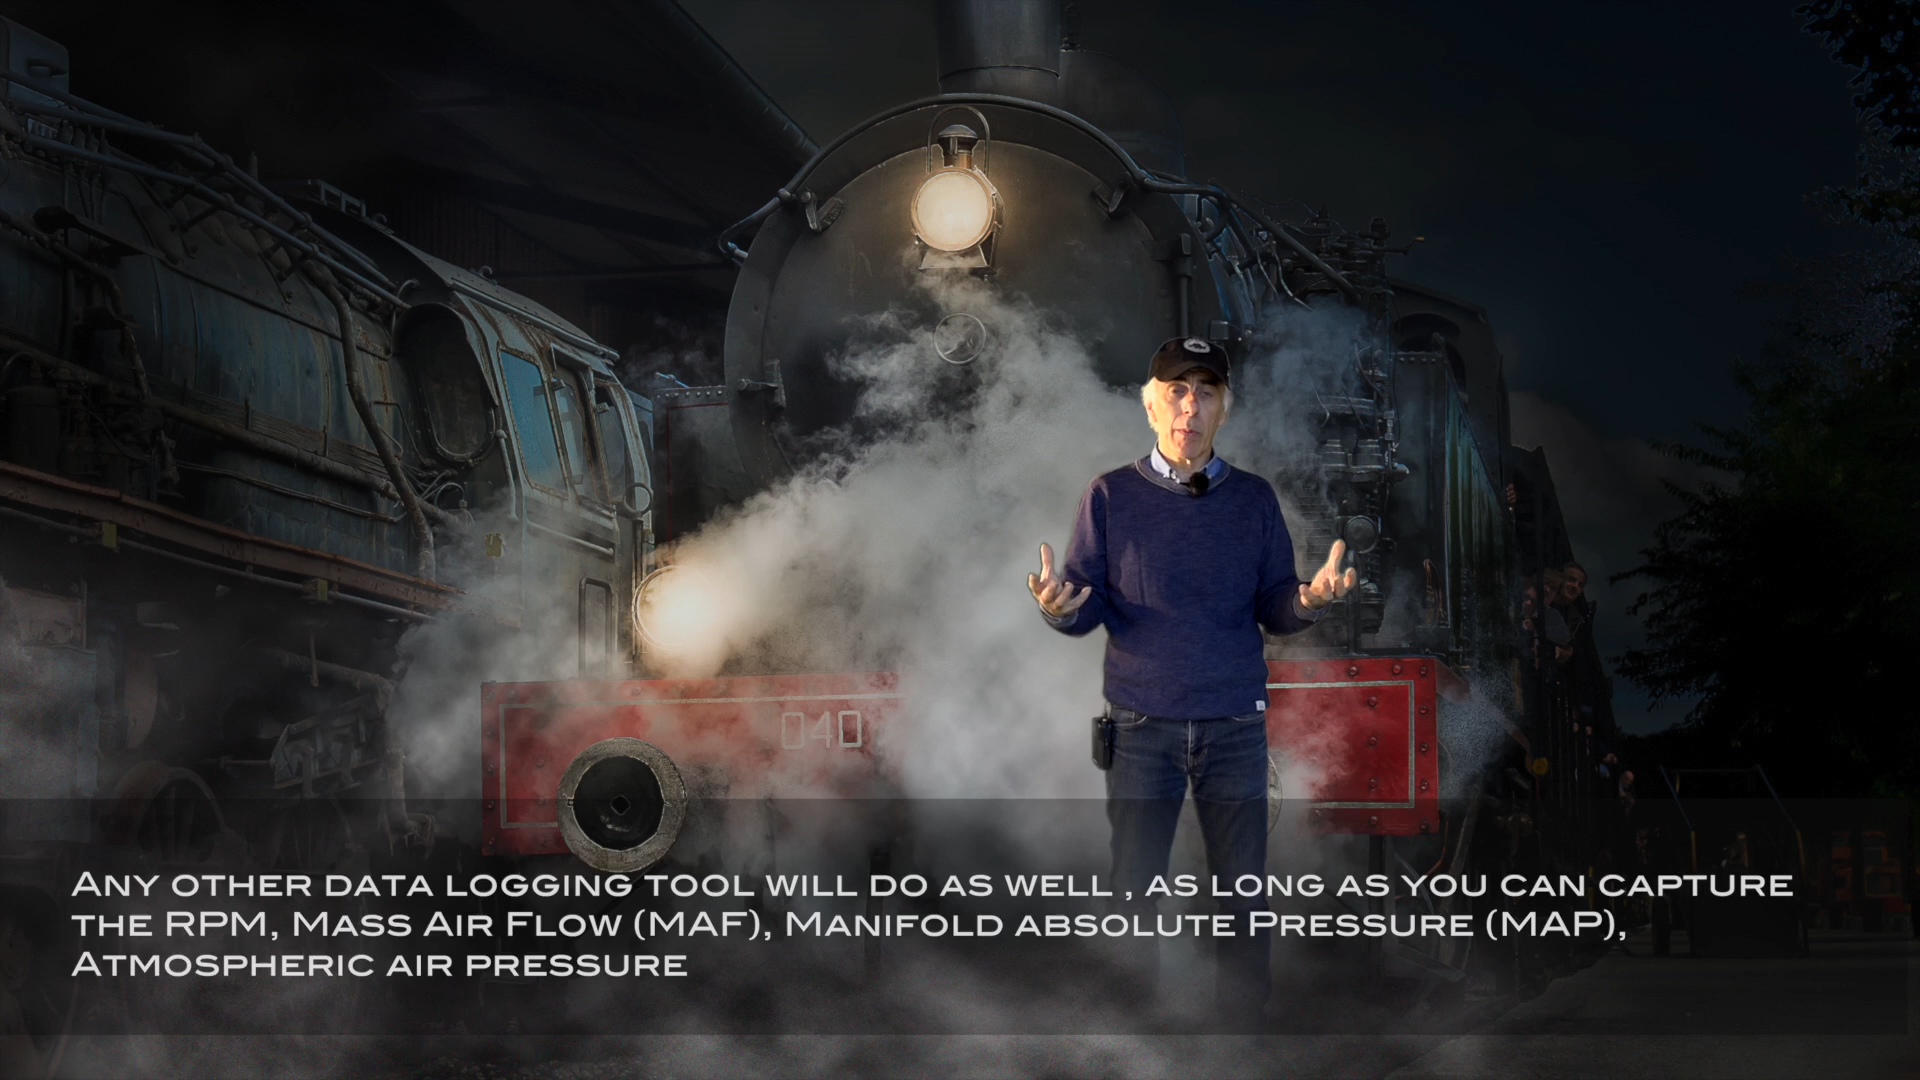 040
Any other data logging tool will do as well , as long as you can capture
the RPM, Mass Air Flow (MAF), Manifold absolute Pressure (MAP),
Atmospheric air pressure